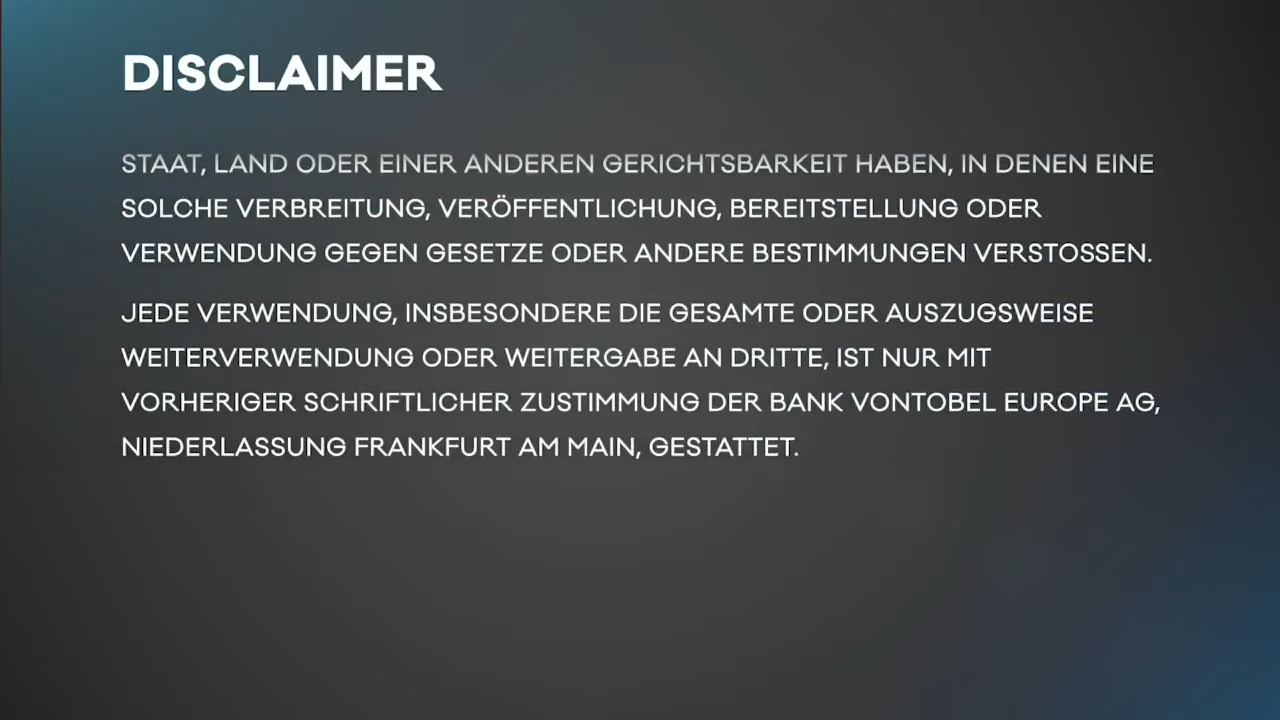 DISCLAIMER
STAAT, LAND ODER EINER ANDEREN GERICHTSBARKEIT HABEN, IN DENEN EINE
SOLCHE VERBREITUNG, VERÖFFENTLICHUNG, BEREITSTELLUNG ODER
VERWENDUNG GEGEN GESETZE ODER ANDERE BESTIMMUNGEN VERSTOSSEN.
JEDE VERWENDUNG, INSBESONDERE DIE GESAMTE ODER AUSZUGSWEISE
WEITERVERWENDUNG ODER WEITERGABE AN DRITTE, IST NUR MIT
VORHERIGER SCHRIFTLICHER ZUSTIMMUNG DER BANK VONTOBEL EUROPE AG,
NIEDERLASSUNG FRANKFURT AM MAIN, GESTATTET.